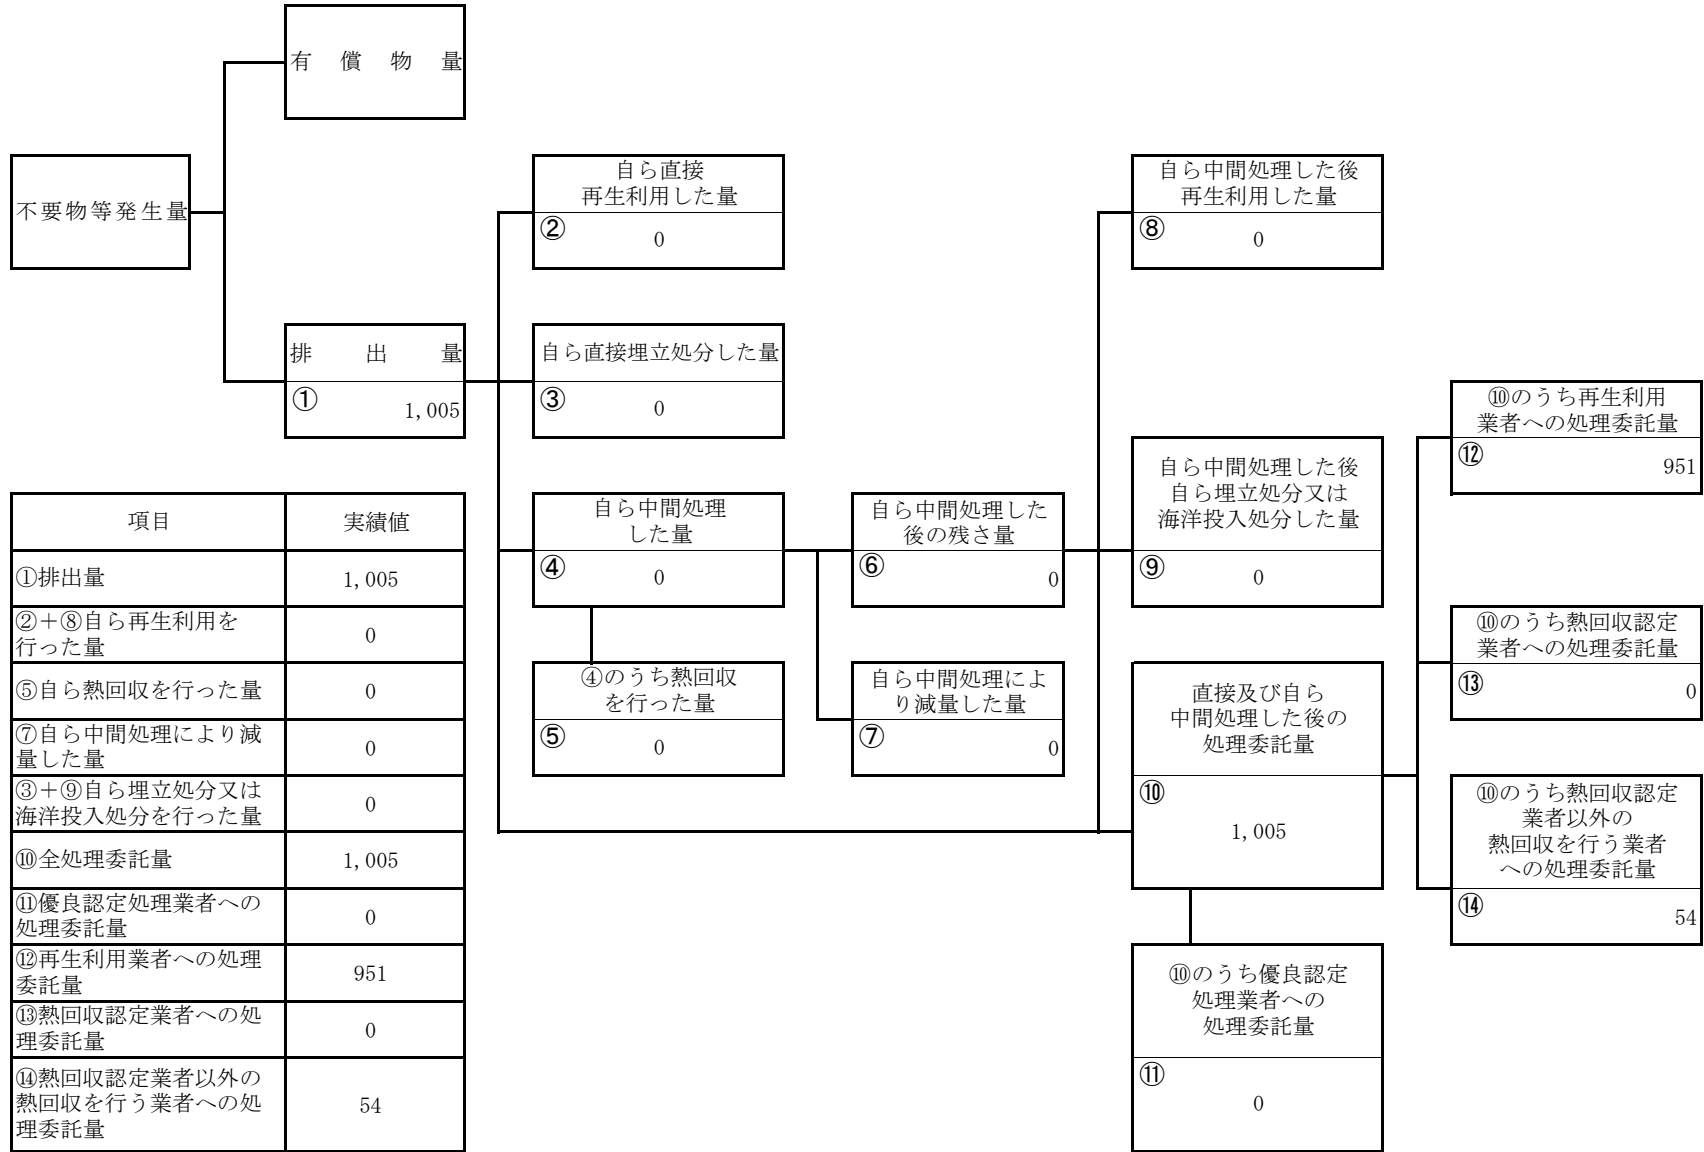 有償物量
不要物等発生量
排出量
①
1,005
自ら直接
再生利用した量
②
0
自ら直接埋立処分した量
③
0
自ら中間処理
した量
④
0
④のうち熱回収
を行った量
⑤
0
自ら中間処理した
後の残さ量
⑥
0
自ら中間処理によ
り減量した量
⑦
0
自ら中間処理した後
再生利用した量
⑧
0
自ら中間処理した後
自ら埋立処分又は
海洋投入処分した量
⑨
0
直接及び自ら
中間処理した後の
処理委託量
⑩
1,005
⑩のうち優良認定
処理業者への
処理委託量
⑪
0
⑩のうち再生利用
業者への処理委託量
⑫
951
⑩のうち熱回収認定
業者への処理委託量
⑬
0
⑩のうち熱回収認定
業者以外の
熱回収を行う業者
への処理委託量
⑭
54
項目 実績値
①排出量 1,005
②＋⑧自ら再生利用を
行った量 0
⑤自ら熱回収を行った量 0
⑦自ら中間処理により減
量した量 0
③＋⑨自ら埋立処分又は
海洋投入処分を行った量 0
⑩全処理委託量 1,005
⑪優良認定処理業者への
処理委託量 0
⑫再生利用業者への処理
委託量 951
⑬熱回収認定業者への処
理委託量 0
⑭熱回収認定業者以外の
熱回収を行う業者への処
理委託量 54